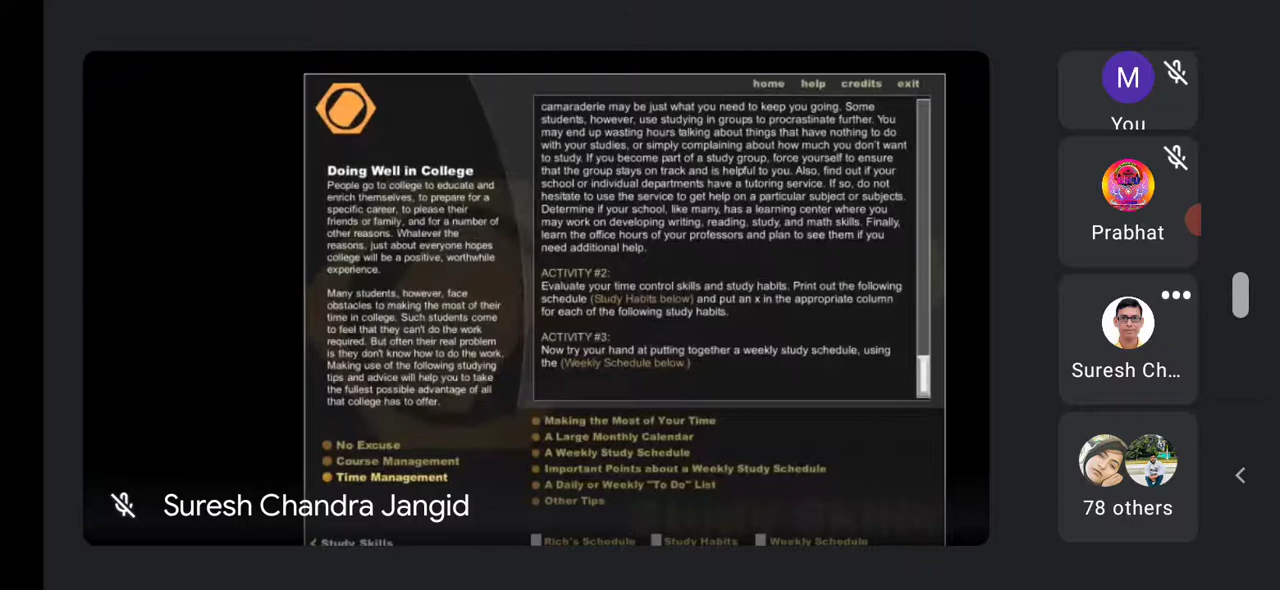 home help credits exit
Doing Well in College
People go to college to educate and
enrich themselves, to prepare for a
specific career, to please their
friends or family, and for a number of
other reasons. Whatever the
reasons, just about everyone hopes
college will be a positive, worthwhile
experience.
Many students, however, face
obstacles to making the most of their
time in college. Such students come
to feel that they can't do the work
required. But often their real problem
is they don't know how to do the work.
Making use of the following studying
tips and advice will help you to take
the fullest possible advantage of all
that college has to offer.
No Excuse
Course Management
Time Management
Study Skills
camaraderie may be just what you need to keep you going. Some
students, however, use studying in groups to procrastinate further. You
may end up wasting hours talking about things that have nothing to do
with your studies, or simply complaining about how much you don't want
to study. If you become part of a study group, force yourself to ensure
that the group stays on track and is helpful to you. Also, find out if your
school or individual departments have a tutoring service. If so, do not
hesitate to use the service to get help on a particular subject or subjects.
Determine if your school, like many, has a learning center where you
may work on developing writing, reading, study, and math skills. Finally,
learn the office hours of your professors and plan to see them if you
need additional help.
ACTIVITY #2:
Evaluate your time control skills and study habits. Print out the following
schedule (Study Habits below) and put an x in the appropriate column
for each of the following study habits.
ACTIVITY #3:
Now try your hand at putting together a weekly study schedule, using
the (Weekly Schedule below.)
Making the Most of Your Time
A Large Monthly Calendar
A Weekly Study Schedule
Important Points about a Weekly Study Schedule
A Daily or Weekly "To Do" List
Other Tips
Rich's Schedule Study Habits Weekly Schedule
Suresh Chandra Jangid
M
You
Prabhat
Suresh Ch...
78 others